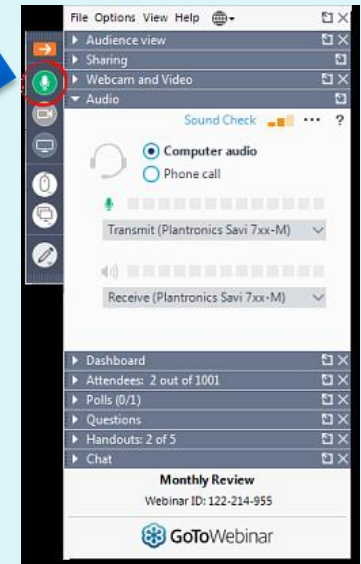 File Options View Help
Audience view
Sharing
Webcam and Video
Audio
Sound Check ... ?
Computer audio
Phone call
Transmit (Plantronics Savi 7xx-M)
Receive (Plantronics Savi 7xx-M)
Dashboard
Attendees: 2 out of 1001
Polls (0/1)
Questions
Handouts: 2 of 5
Chat
Monthly Review
Webinar ID: 122-214-955
GoToWebinar